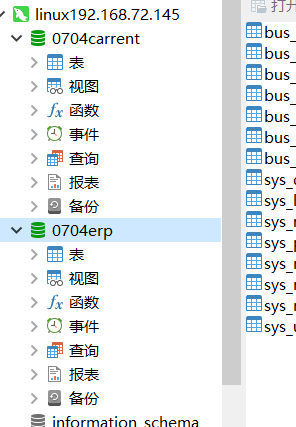 linux192.168.72.145
0704carrent
表
视图
函数
事件
查询
报表
备份
0704erp
表
视图
函数
事件
查询
报表
备份
information_schema
打开
bus_
bus_
bus_
bus_
bus_
bus_
bus_
sys_
sys_
sys_
sys_
sys_
sys_
sys_
sys_u